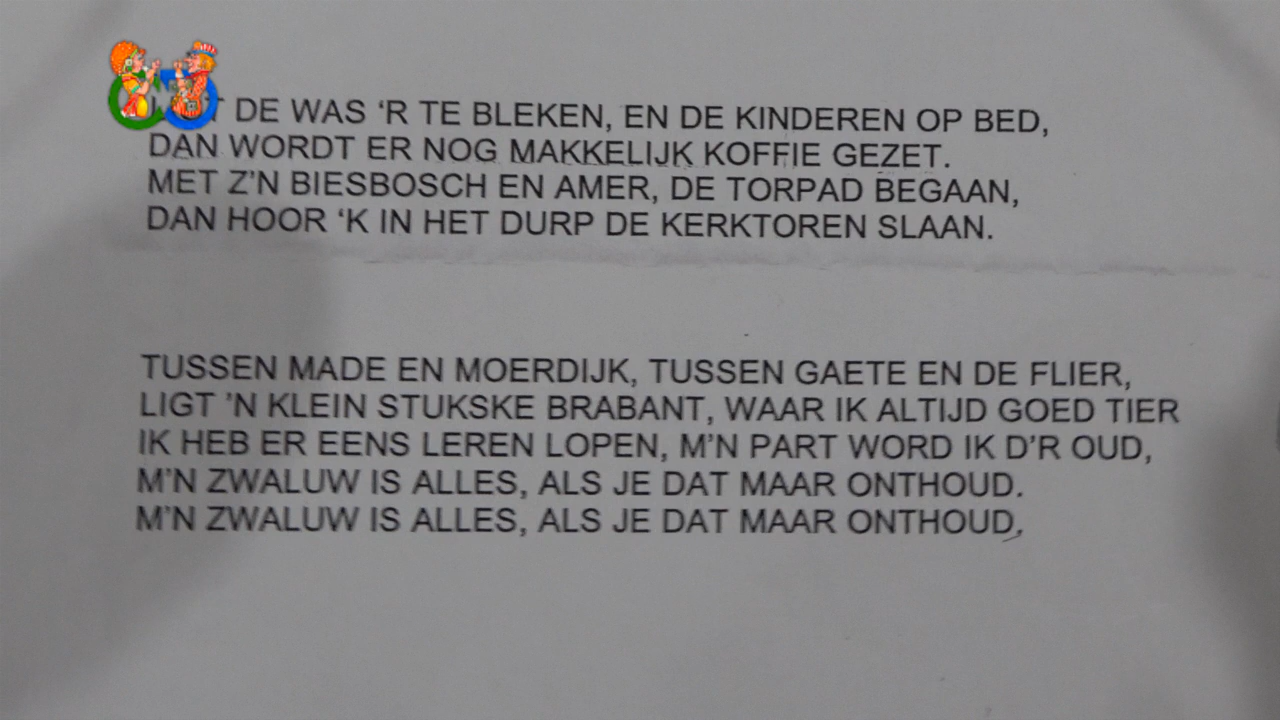 DE WAS ‘R TE BLEKEN, EN DE KINDEREN OP BED,
DAN WORDT ER NOG MAKKELIJK KOFFIE GEZET.
MET Z’N BIESBOSCH EN AMER, DE TORPAD BEGAAN,
DAN HOOR ‘K IN HET DURP DE KERKTOREN SLAAN.
TUSSEN MADE EN MOERDIJK, TUSSEN GAETE EN DE FLIER,
LIGT ’N KLEIN STUKSKE BRABANT, WAAR IK ALTIJD GOED TIER
IK HEB ER EENS LEREN LOPEN, M’N PART WORD IK D’R OUD,
M’N ZWALUW IS ALLES, ALS JE DAT MAAR ONTHOUD.
M’N ZWALUW IS ALLES, ALS JE DAT MAAR ONTHOUD,